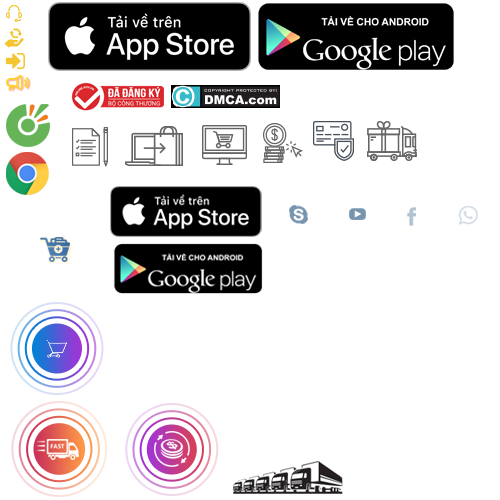 Tải về trên
App Store
TẢI VỀ CHO ANDROID
Google play
ĐÃ ĐĂNG KÝ
BỘ CÔNG THƯƠNG
COPYRIGHT PROTECTED BY:
DMCA.com
Tải về trên
App Store
TẢI VỀ CHO ANDROID
Google play
FAST